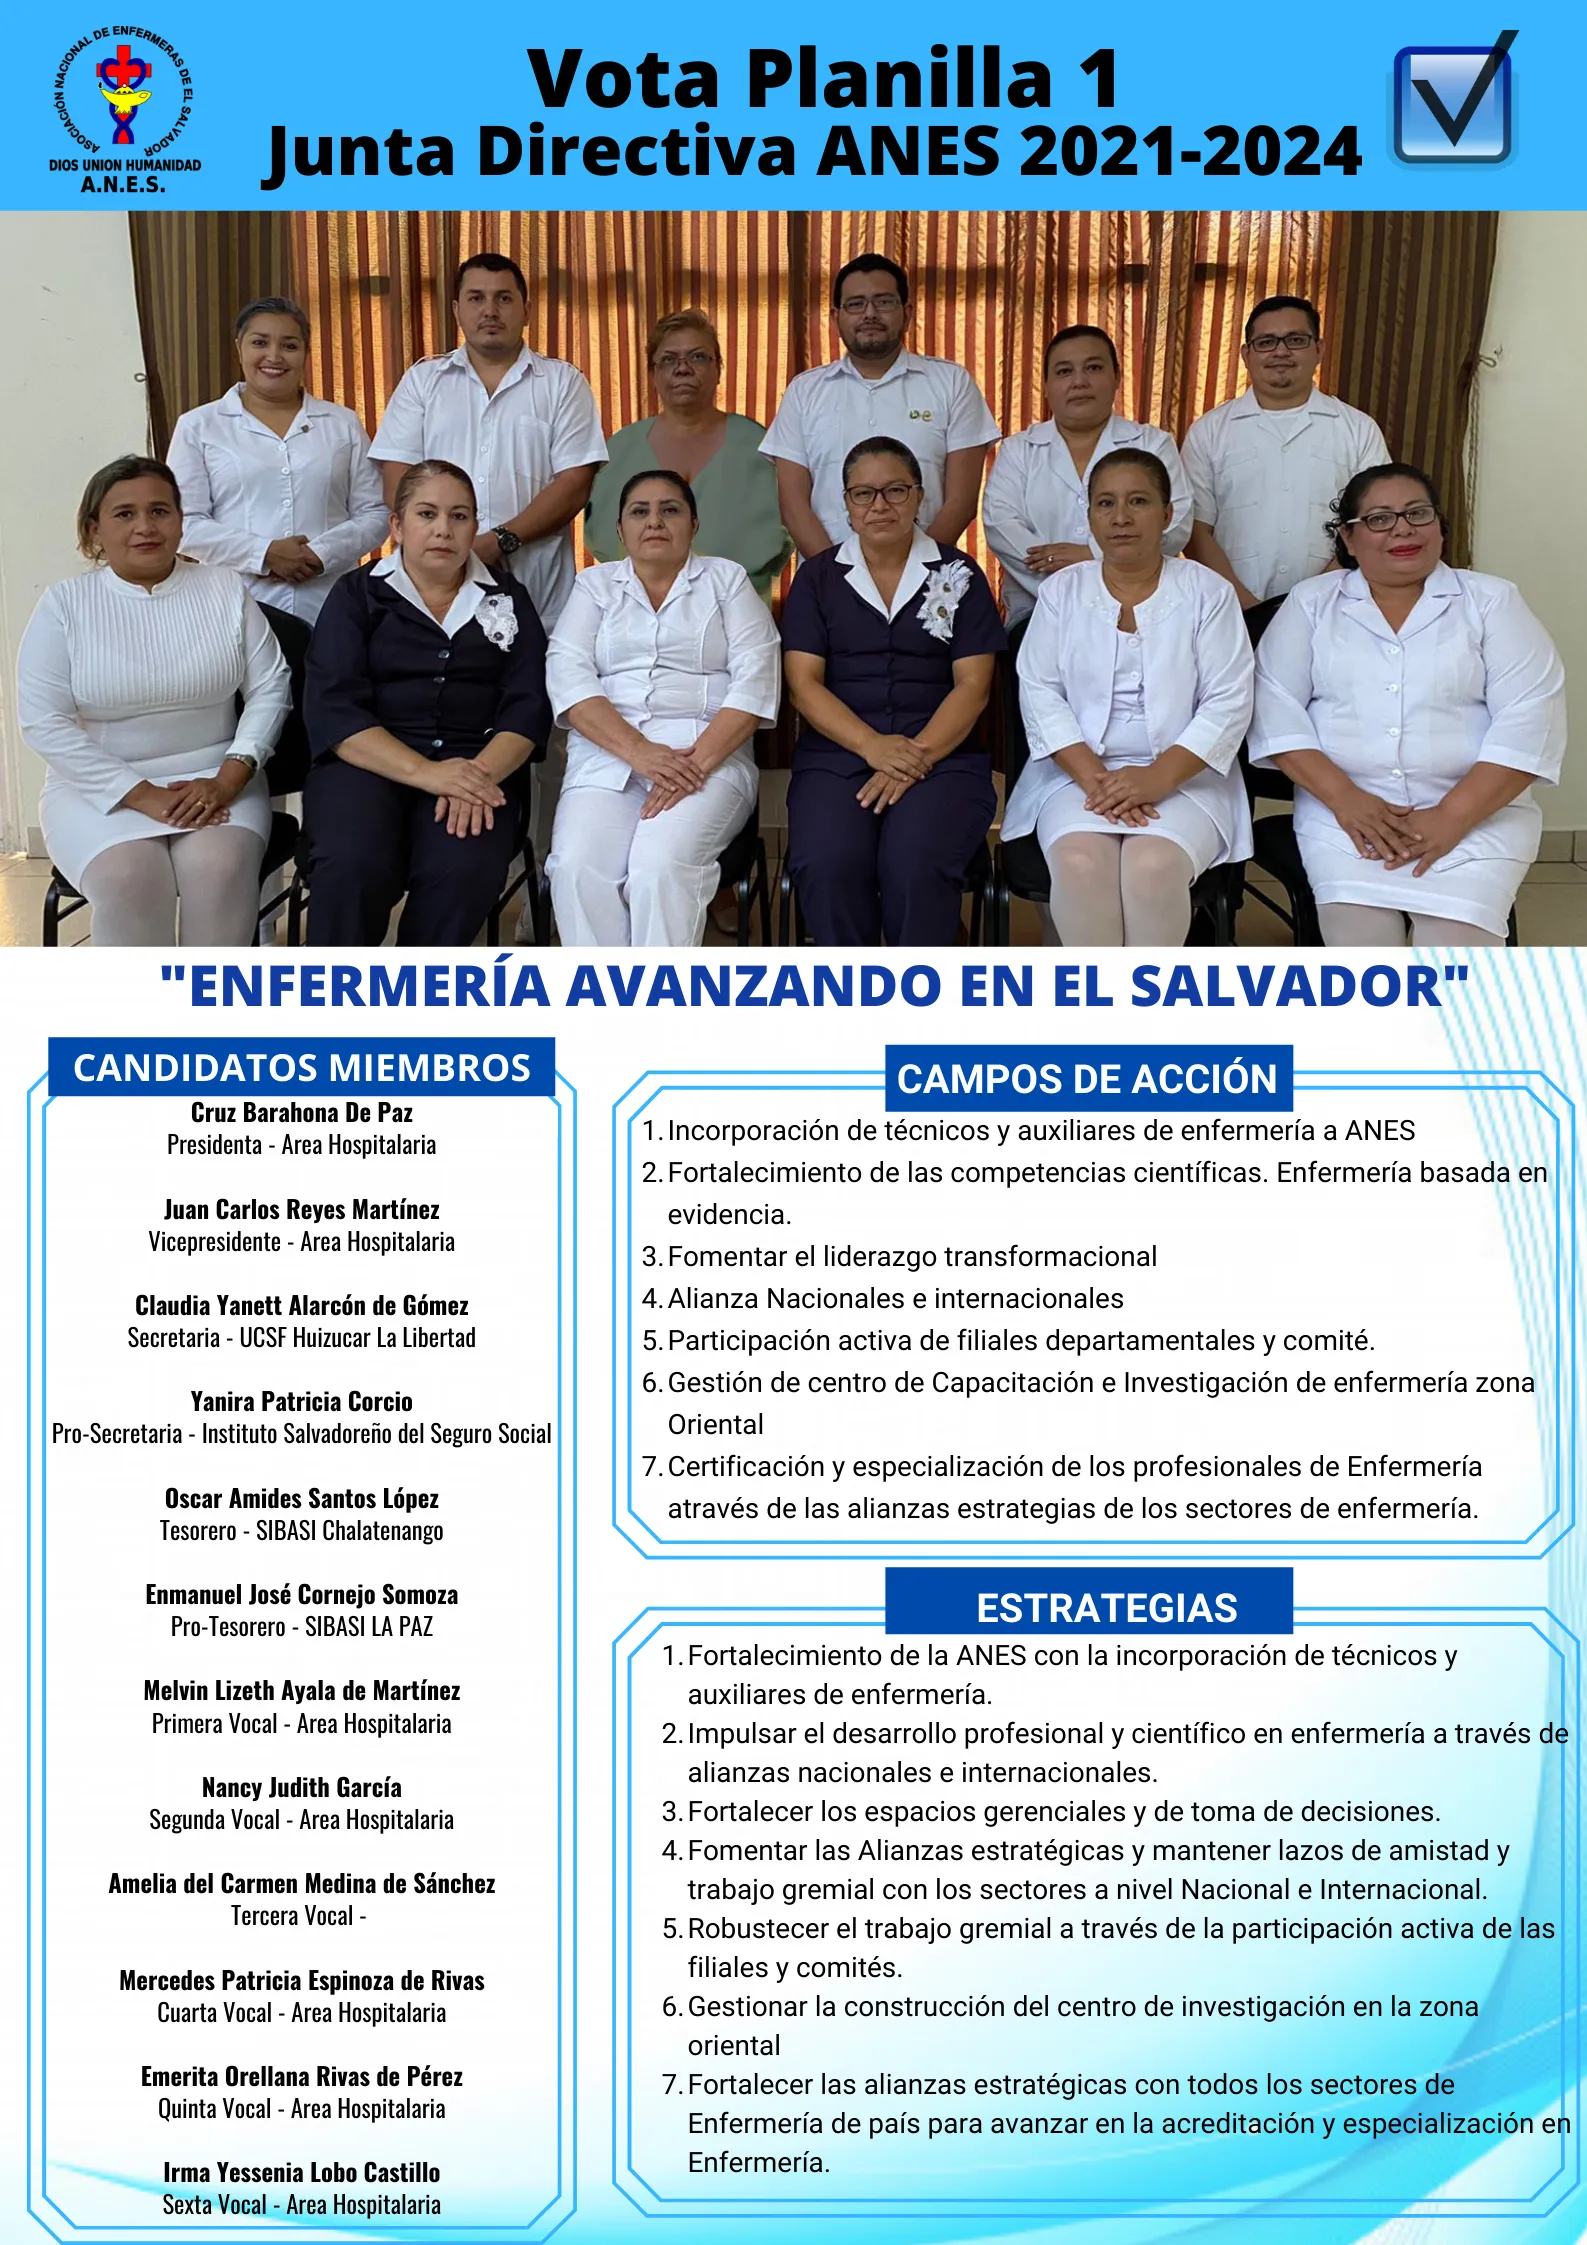 ASOCIACIÓN NACIONAL DE ENFERMERAS DE EL SALVADOR
DIOS UNION HUMANIDAD
A.N.E.S.
Vota Planilla 1
Junta Directiva ANES 2021-2024
"ENFERMERÍA AVANZANDO EN EL SALVADOR"
CANDIDATOS MIEMBROS
Cruz Barahona De Paz
Presidenta - Area Hospitalaria
Juan Carlos Reyes Martínez
Vicepresidente - Area Hospitalaria
Claudia Yanett Alarcón de Gómez
Secretaria - UCSF Huizucar La Libertad
Yanira Patricia Corcio
Pro-Secretaria - Instituto Salvadoreño del Seguro Social
Oscar Amides Santos López
Tesorero - SIBASI Chalatenango
Enmanuel José Cornejo Somoza
Pro-Tesorero - SIBASI LA PAZ
Melvin Lizeth Ayala de Martínez
Primera Vocal - Area Hospitalaria
Nancy Judith García
Segunda Vocal - Area Hospitalaria
Amelia del Carmen Medina de Sánchez
Tercera Vocal -
Mercedes Patricia Espinoza de Rivas
Cuarta Vocal - Area Hospitalaria
Emerita Orellana Rivas de Pérez
Quinta Vocal - Area Hospitalaria
Irma Yessenia Lobo Castillo
Sexta Vocal - Area Hospitalaria
CAMPOS DE ACCIÓN
1. Incorporación de técnicos y auxiliares de enfermería a ANES
2. Fortalecimiento de las competencias científicas. Enfermería basada en
evidencia.
3. Fomentar el liderazgo transformacional
4. Alianza Nacionales e internacionales
5. Participación activa de filiales departamentales y comité.
6. Gestión de centro de Capacitación e Investigación de enfermería zona
Oriental
7. Certificación y especialización de los profesionales de Enfermería
através de las alianzas estrategias de los sectores de enfermería.
ESTRATEGIAS
1. Fortalecimiento de la ANES con la incorporación de técnicos y
auxiliares de enfermería.
2. Impulsar el desarrollo profesional y científico en enfermería a través de
alianzas nacionales e internacionales.
3. Fortalecer los espacios gerenciales y de toma de decisiones.
4. Fomentar las Alianzas estratégicas y mantener lazos de amistad y
trabajo gremial con los sectores a nivel Nacional e Internacional.
5. Robustecer el trabajo gremial a través de la participación activa de las
filiales y comités.
6. Gestionar la construcción del centro de investigación en la zona
oriental
7. Fortalecer las alianzas estratégicas con todos los sectores de
Enfermería de país para avanzar en la acreditación y especialización en
Enfermería.